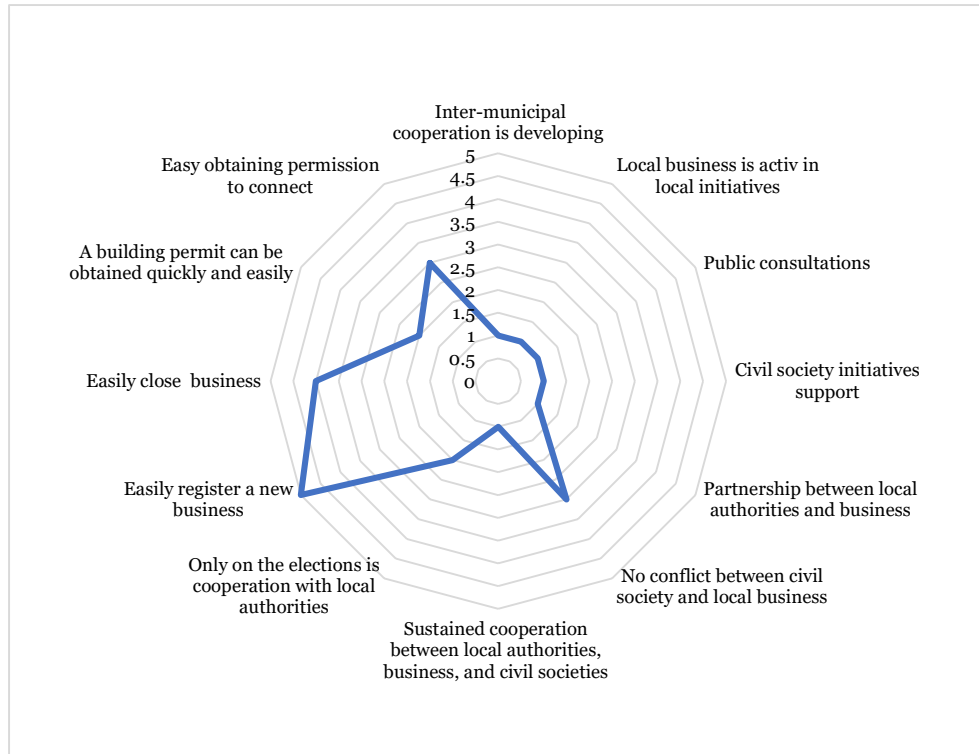 Inter-municipal
cooperation is developing
Local business is activ in
local initiatives
Public consultations
Civil society initiatives
support
Partnership between local
authorities and business
No conflict between civil
society and local business
Sustained cooperation
between local authorities,
business, and civil societies
Only on the elections is
cooperation with local
authorities
Easily register a new
business
Easily close  business
A building permit can be
obtained quickly and easily
Easy obtaining permission
to connect
5
4.5
4
3.5
3
2.5
2
1.5
1
0.5
0